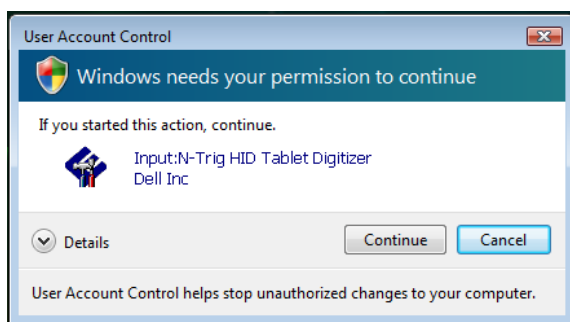 User Account Control
Windows needs your permission to continue
If you started this action, continue.
Input:N-Trig HID Tablet Digitizer
Dell Inc
Details
Continue
Cancel
User Account Control helps stop unauthorized changes to your computer.